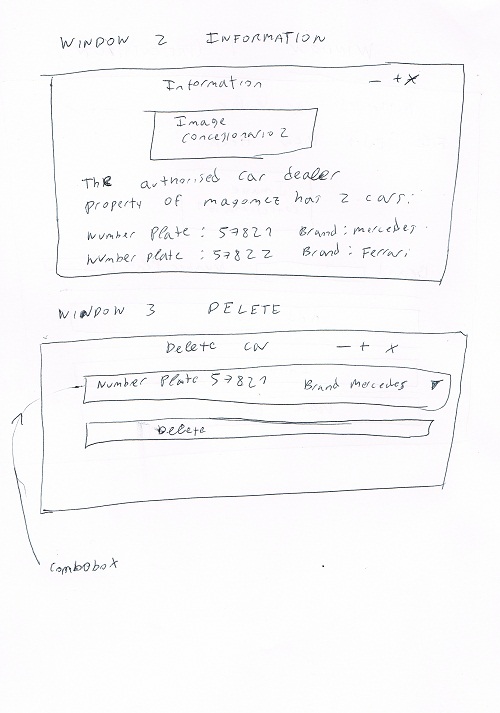 WINDOW 2 INFORMATION
Information - + x
Image
concessionario 2
The authorised car dealer
property of magomez has 2 cars:
Number Plate : 57821 Brand : mercedes
Number plate : 57822 Brand : Ferrari
WINDOW 3 DELETE
Delete car - + x
Number Plate 57821 Brand Mercedes
Delete
combobox